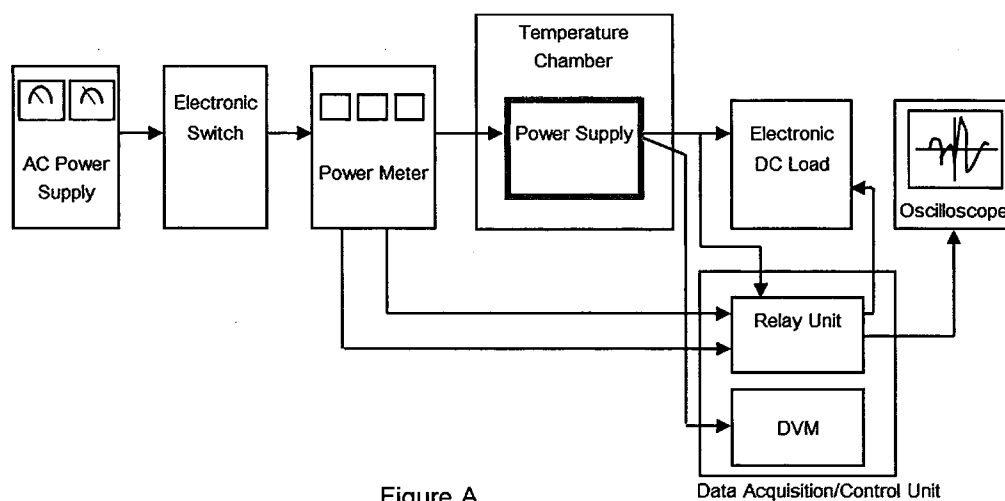 Temperature
Chamber
AC Power
Supply
Electronic
Switch
Power Meter
Power Supply
Electronic
DC Load
Oscilloscope
Relay Unit
DVM
Data Acquisition/Control Unit
Figure A